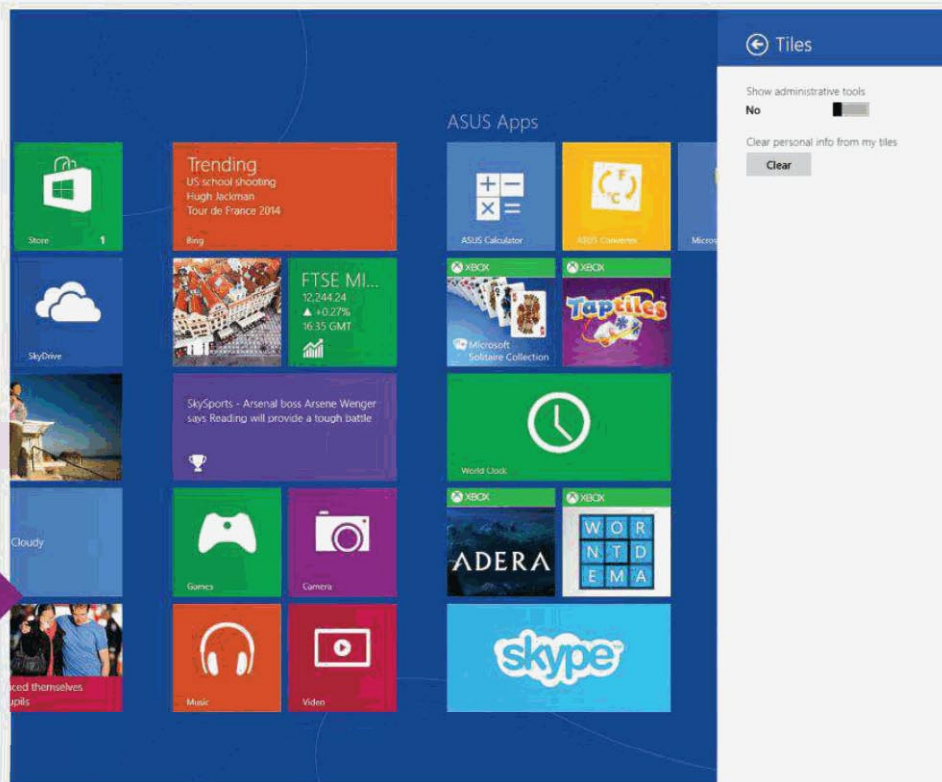 Tiles
Show administrative tools
No
Clear personal info from my tiles
Clear
ASUS Apps
Store 1
Trending
US school shooting
Hugh Jackman
Tour de France 2014
Bing
ASUS Calculator
ASUS Converter
Micros
SkyDrive
FTSE MI...
12,244.24
▲ +0.27%
16:35 GMT
XBOX
Microsoft
Solitaire Collection
XBOX
Taptiles
SkySports - Arsenal boss Arsene Wenger
says Reading will provide a tough battle
World Clock
Cloudy
Games
Camera
XBOX
ADERA
XBOX
W O R
N T D
E M A
ced themselves
upils
Music
Video
skype